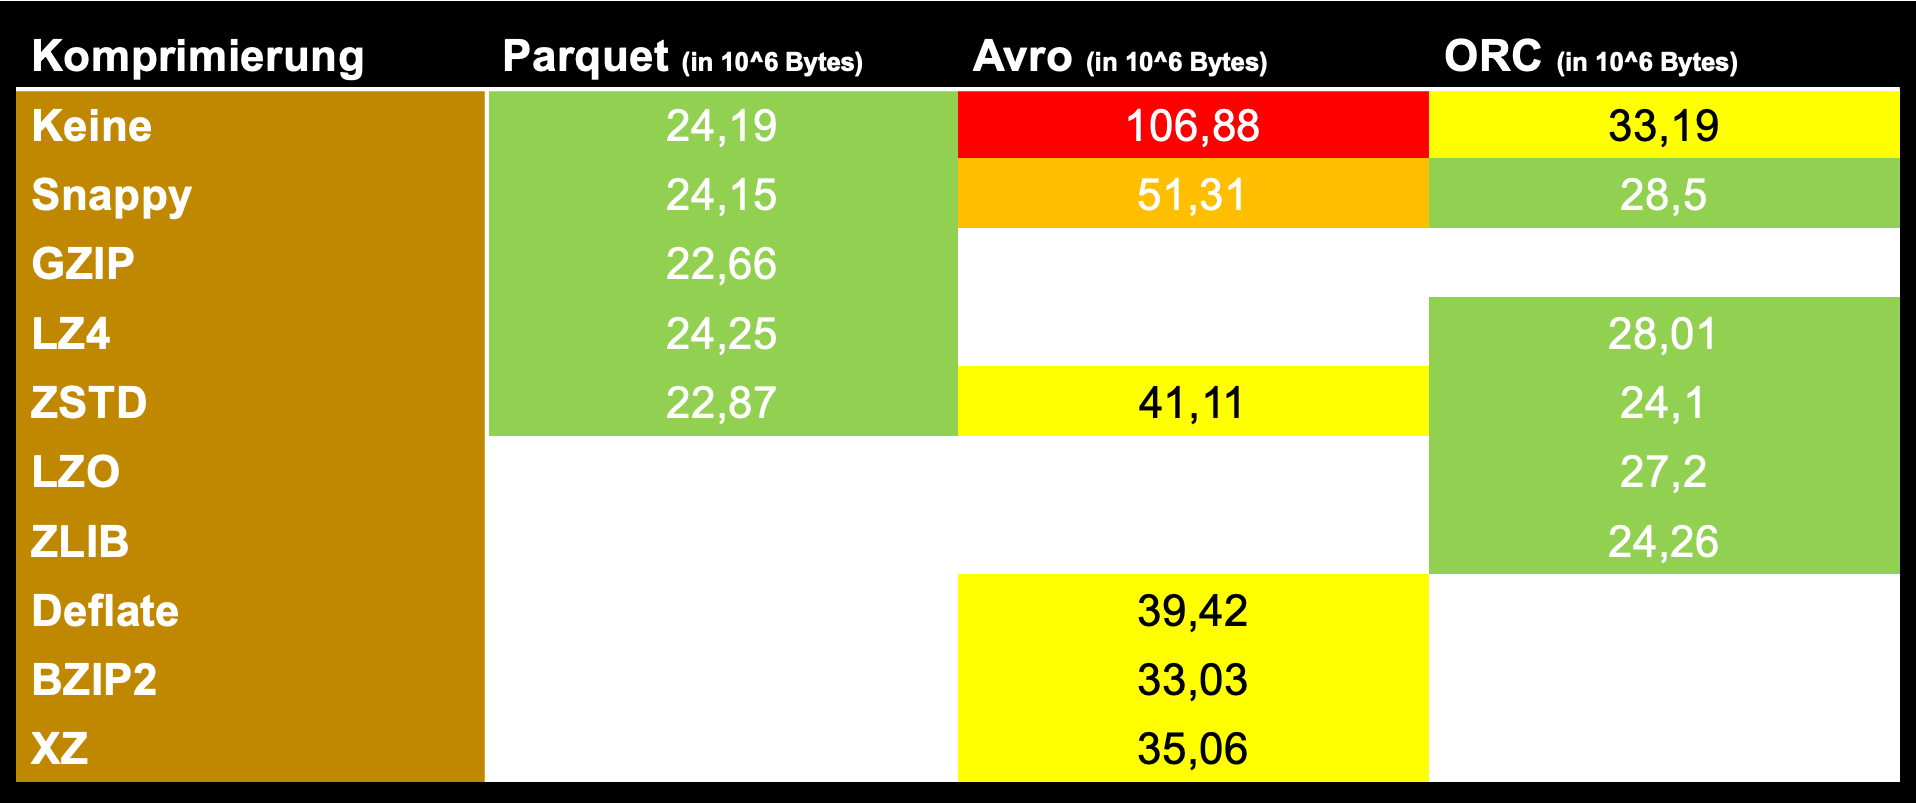 Komprimierung Parquet (in 10^6 Bytes) Avro (in 10^6 Bytes) ORC (in 10^6 Bytes)
Keine 24,19 106,88 33,19
Snappy 24,15 51,31 28,5
GZIP 22,66
LZ4 24,25 28,01
ZSTD 22,87 41,11 24,1
LZO 27,2
ZLIB 24,26
Deflate 39,42
BZIP2 33,03
XZ 35,06